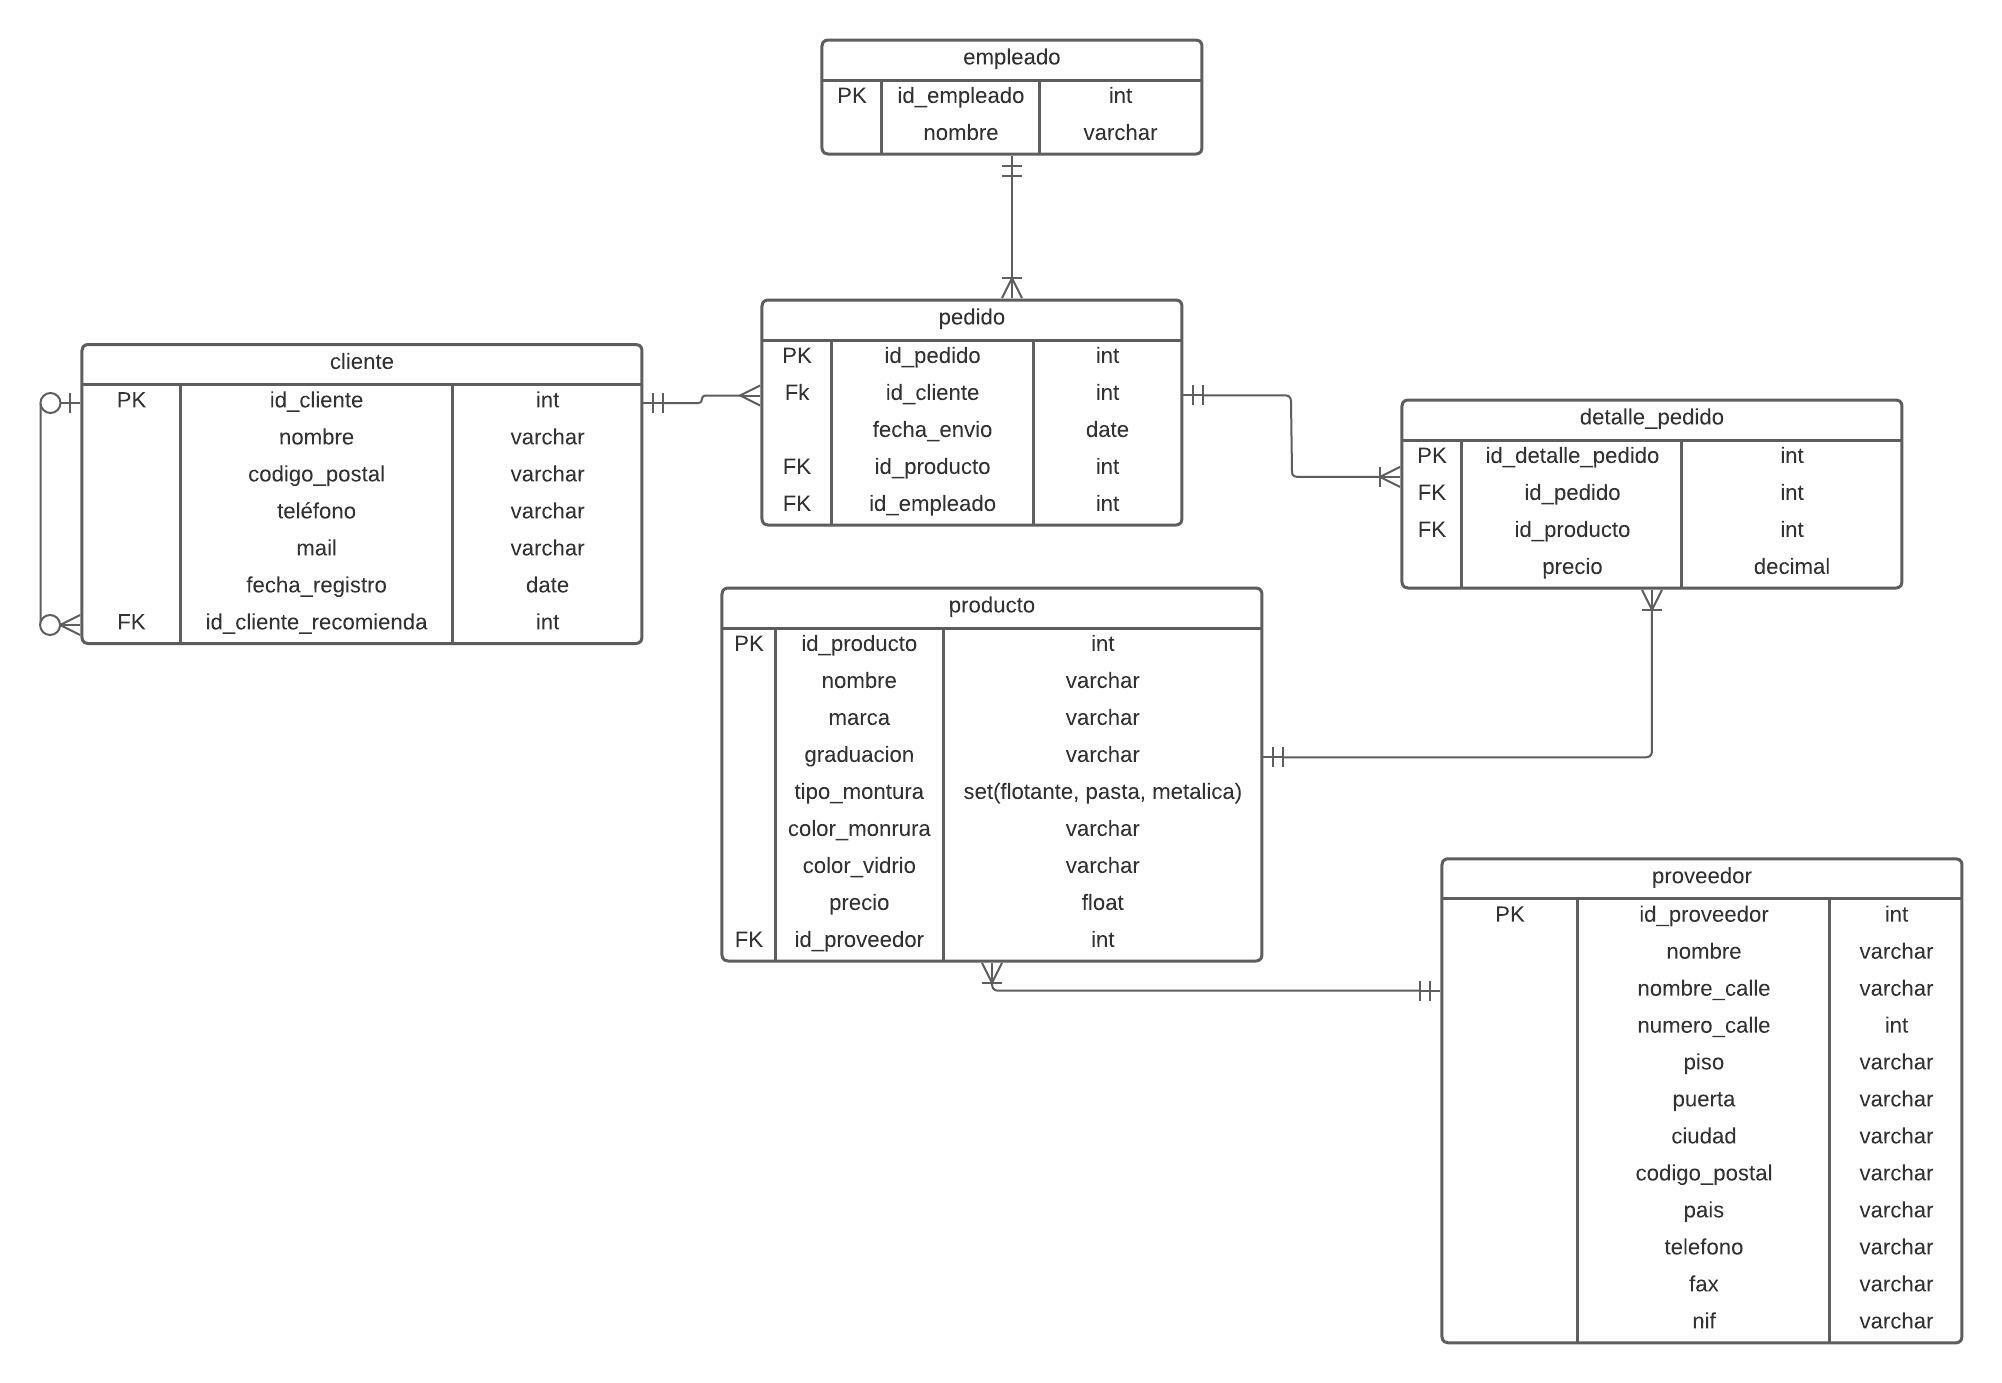 empleado
PK id_empleado int
nombre varchar
pedido
PK id_pedido int
Fk id_cliente int
fecha_envio date
FK id_producto int
FK id_empleado int
cliente
PK id_cliente int
nombre varchar
codigo_postal varchar
teléfono varchar
mail varchar
fecha_registro date
FK id_cliente_recomienda int
detalle_pedido
PK id_detalle_pedido int
FK id_pedido int
FK id_producto int
precio decimal
producto
PK id_producto int
nombre varchar
marca varchar
graduacion varchar
tipo_montura set(flotante, pasta, metalica)
color_monrura varchar
color_vidrio varchar
precio float
FK id_proveedor int
proveedor
PK id_proveedor int
nombre varchar
nombre_calle varchar
numero_calle int
piso varchar
puerta varchar
ciudad varchar
codigo_postal varchar
pais varchar
telefono varchar
fax varchar
nif varchar